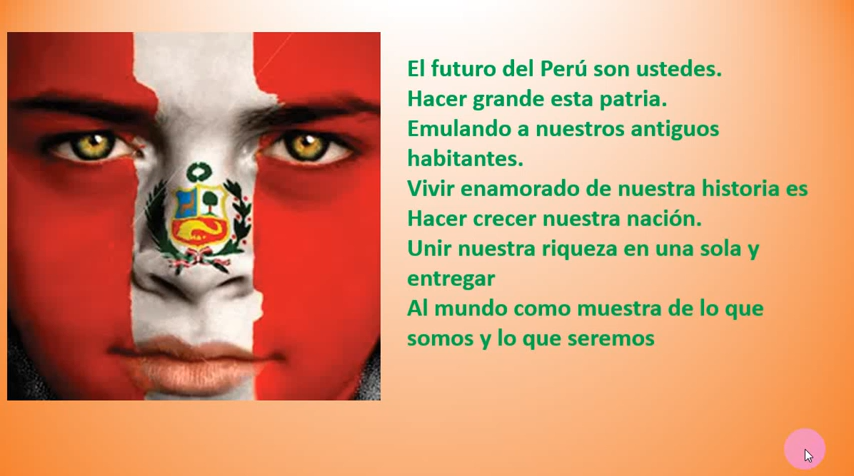 El futuro del Perú son ustedes.
Hacer grande esta patria.
Emulando a nuestros antiguos
habitantes.
Vivir enamorado de nuestra historia es
Hacer crecer nuestra nación.
Unir nuestra riqueza en una sola y
entregar
Al mundo como muestra de lo que
somos y lo que seremos